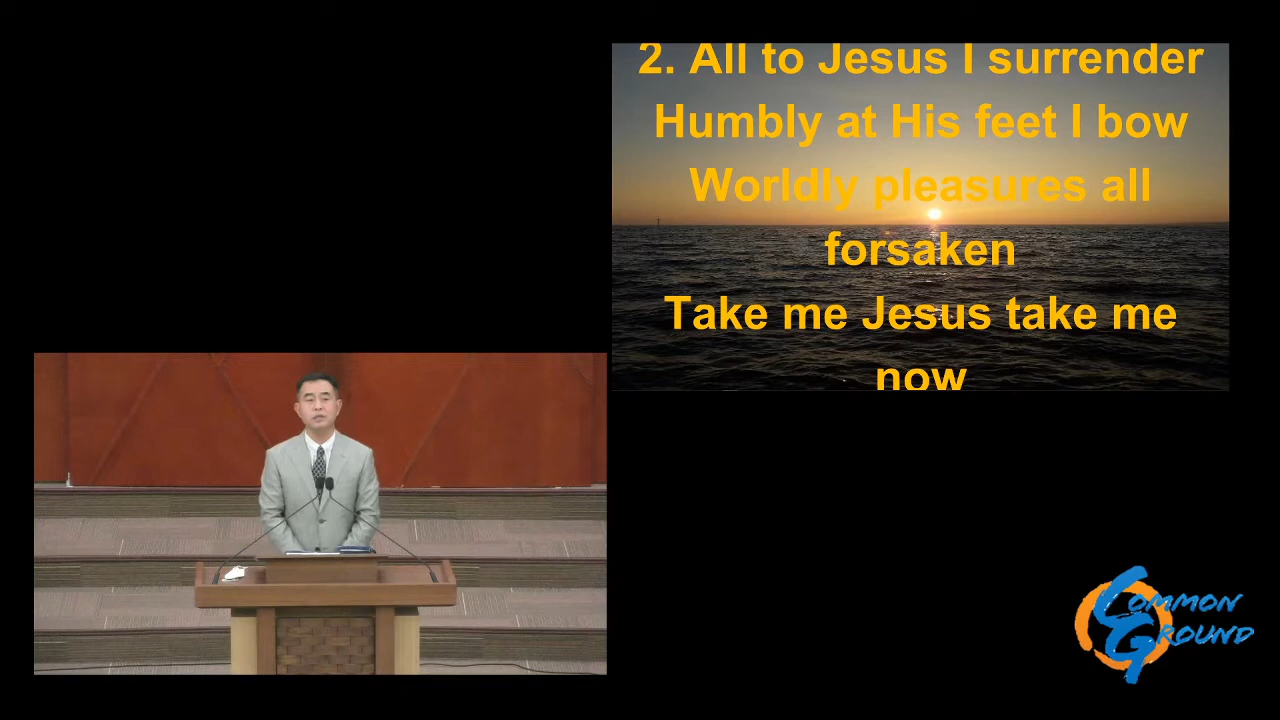 2. All to Jesus I surrender
Humbly at His feet I bow
Worldly pleasures all
forsaken
Take me Jesus take me
now
COMMON
GROUND